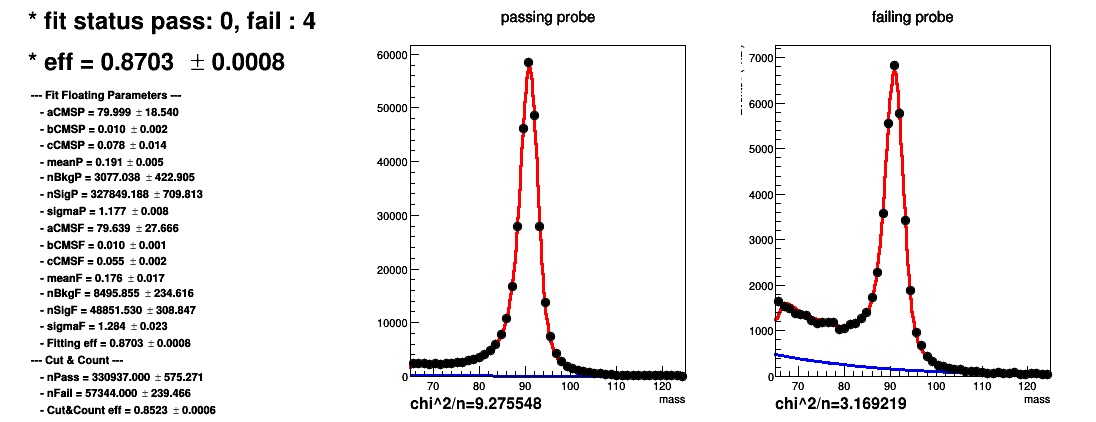 * fit status pass: 0, fail : 4
* eff = 0.8703 ± 0.0008
--- Fit Floating Parameters ---
- aCMSP = 79.999 ± 18.540
- bCMSP = 0.010 ± 0.002
- cCMSP = 0.078 ± 0.014
- meanP = 0.191 ± 0.005
- nBkgP = 3077.038 ± 422.905
- nSigP = 327849.188 ± 709.813
- sigmaP = 1.177 ± 0.008
- aCMSF = 79.639 ± 27.666
- bCMSF = 0.010 ± 0.001
- cCMSF = 0.055 ± 0.002
- meanF = 0.176 ± 0.017
- nBkgF = 8495.855 ± 234.616
- nSigF = 48851.530 ± 308.847
- sigmaF = 1.284 ± 0.023
- Fitting eff = 0.8703 ± 0.0008
--- Cut & Count ---
- nPass = 330937.000 ± 575.271
- nFail = 57344.000 ± 239.466
- Cut&Count eff = 0.8523 ± 0.0006
passing probe
60000
50000
40000
30000
20000
10000
0
70 80 90 100 110 120
mass
chi^2/n=9.275548
failing probe
7000
6000
5000
4000
3000
2000
1000
0
70 80 90 100 110 120
mass
chi^2/n=3.169219